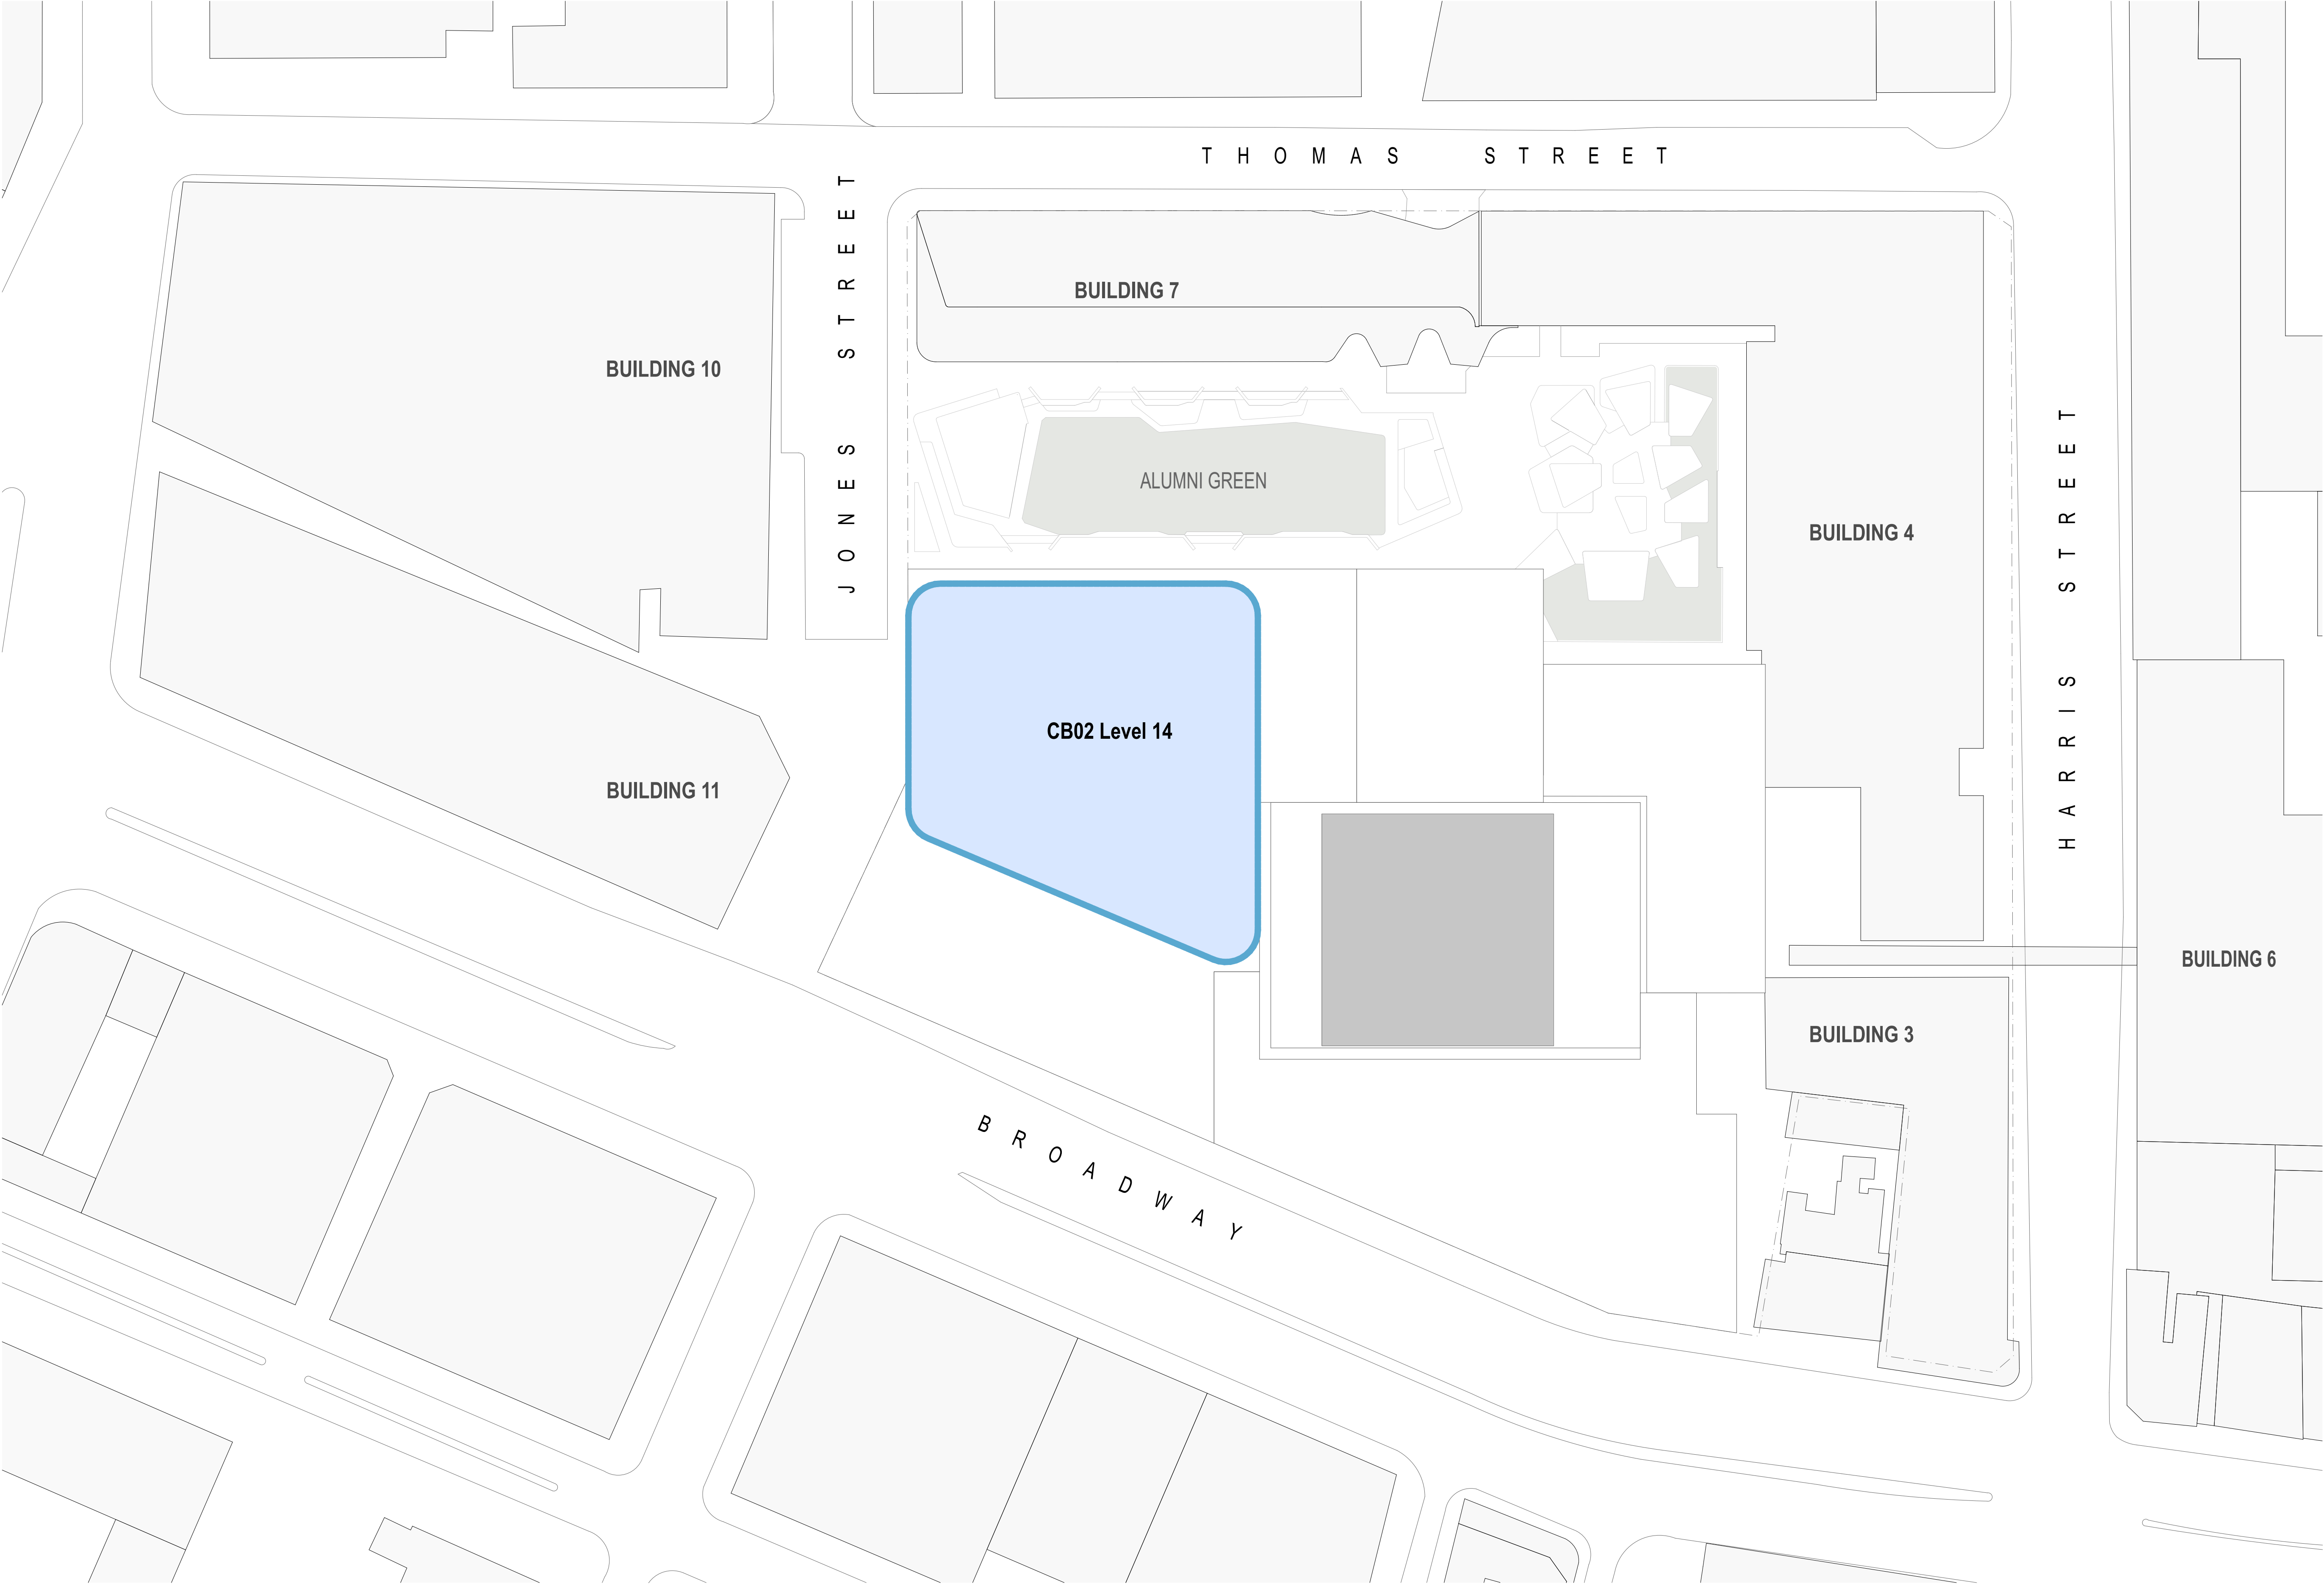 THOMAS STREET
JONES STREET
BUILDING 7
BUILDING 10
ALUMNI GREEN
BUILDING 4
HARRIS STREET
CB02 Level 14
BUILDING 11
BUILDING 6
BUILDING 3
BROADWAY